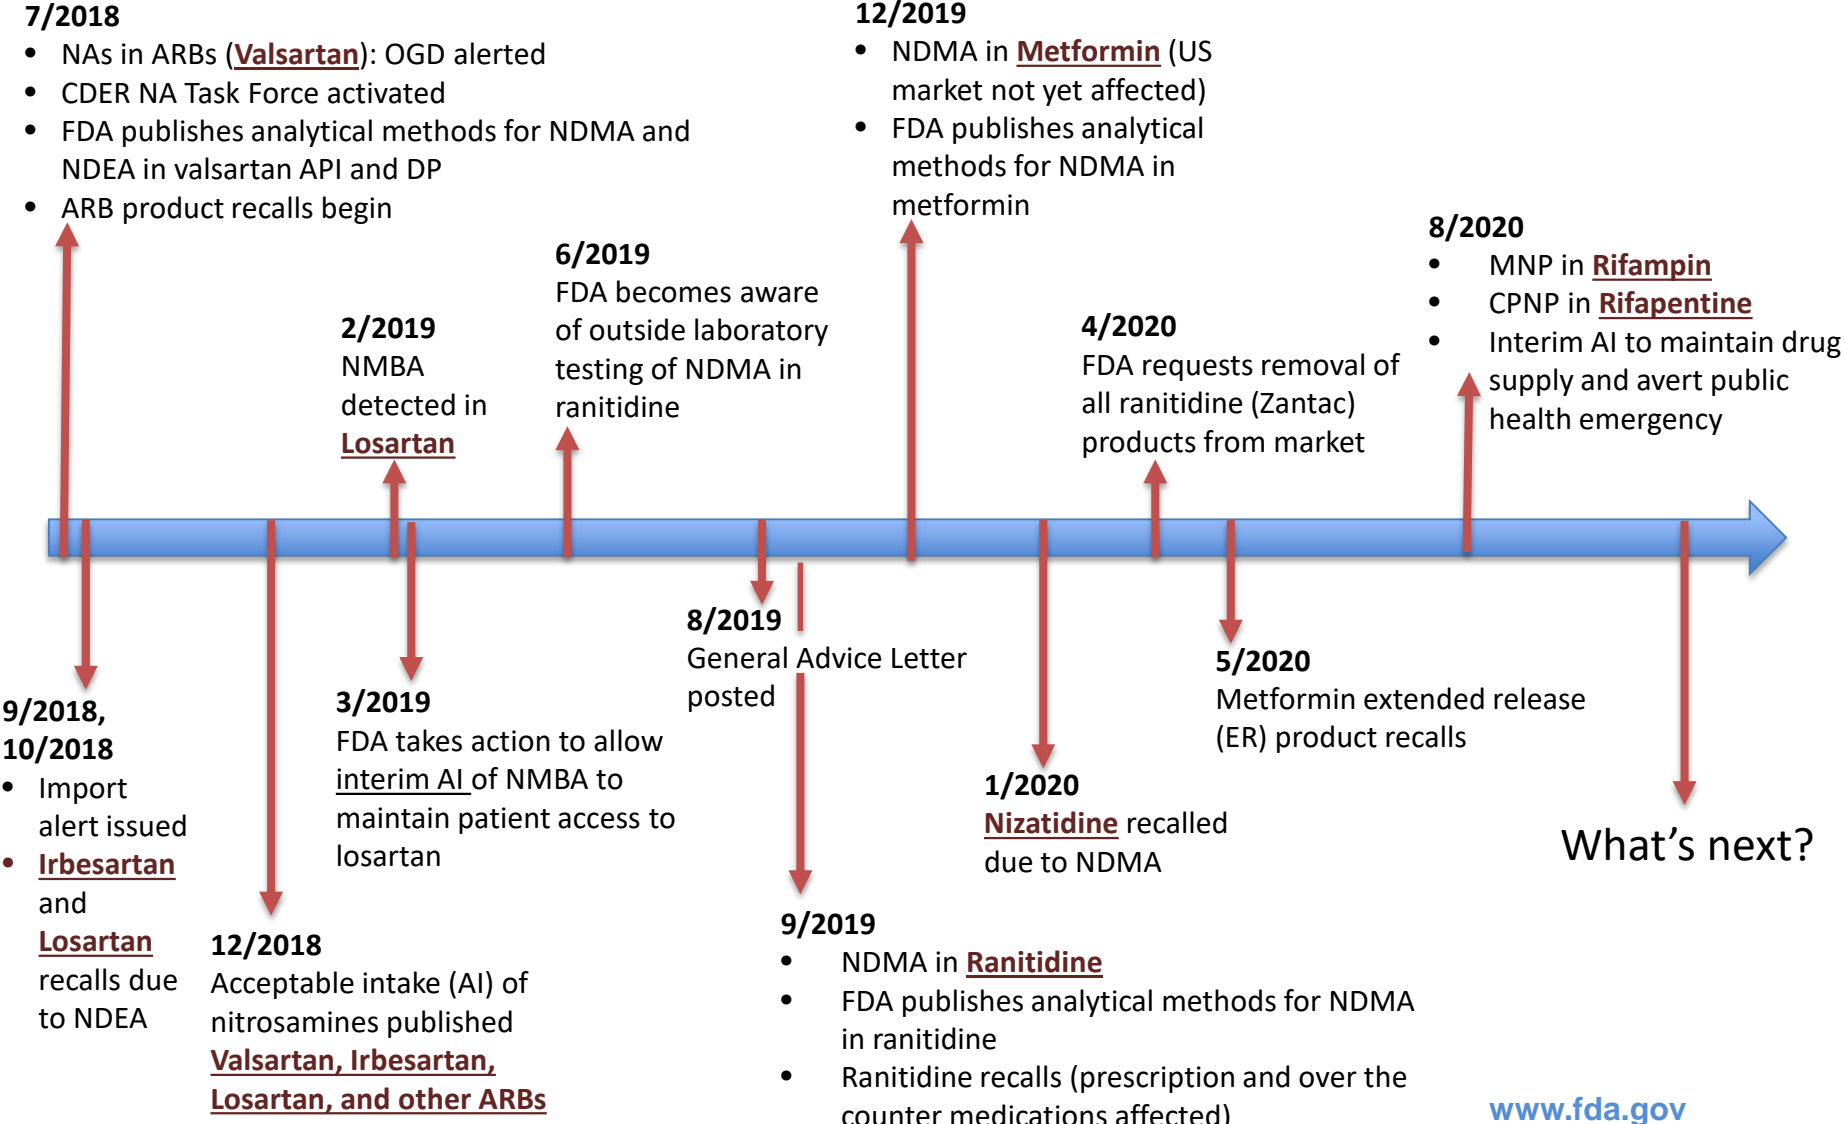 7/2018
• NAs in ARBs (Valsartan): OGD alerted
• CDER NA Task Force activated
• FDA publishes analytical methods for NDMA and
NDEA in valsartan API and DP
• ARB product recalls begin
9/2018,
10/2018
• Import
alert issued
• Irbesartan
and
Losartan
recalls due
to NDEA
12/2018
Acceptable intake (AI) of
nitrosamines published
Valsartan, Irbesartan,
Losartan, and other ARBs
2/2019
NMBA
detected in
Losartan
3/2019
FDA takes action to allow
interim AI of NMBA to
maintain patient access to
losartan
6/2019
FDA becomes aware
of outside laboratory
testing of NDMA in
ranitidine
8/2019
General Advice Letter
posted
9/2019
• NDMA in Ranitidine
• FDA publishes analytical methods for NDMA
in ranitidine
• Ranitidine recalls (prescription and over the
counter medications affected)
12/2019
• NDMA in Metformin (US
market not yet affected)
• FDA publishes analytical
methods for NDMA in
metformin
1/2020
Nizatidine recalled
due to NDMA
4/2020
FDA requests removal of
all ranitidine (Zantac)
products from market
5/2020
Metformin extended release
(ER) product recalls
8/2020
• MNP in Rifampin
• CPNP in Rifapentine
• Interim AI to maintain drug
supply and avert public
health emergency
What's next?
www.fda.gov